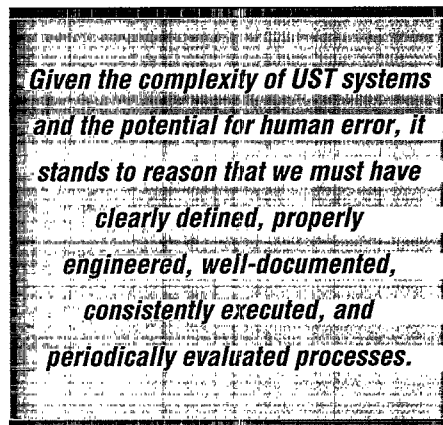 Given the complexity of UST systems
and the potential for human error, it
stands to reason that we must have
clearly defined, properly
engineered, well-documented,
consistently executed, and
periodically evaluated processes.